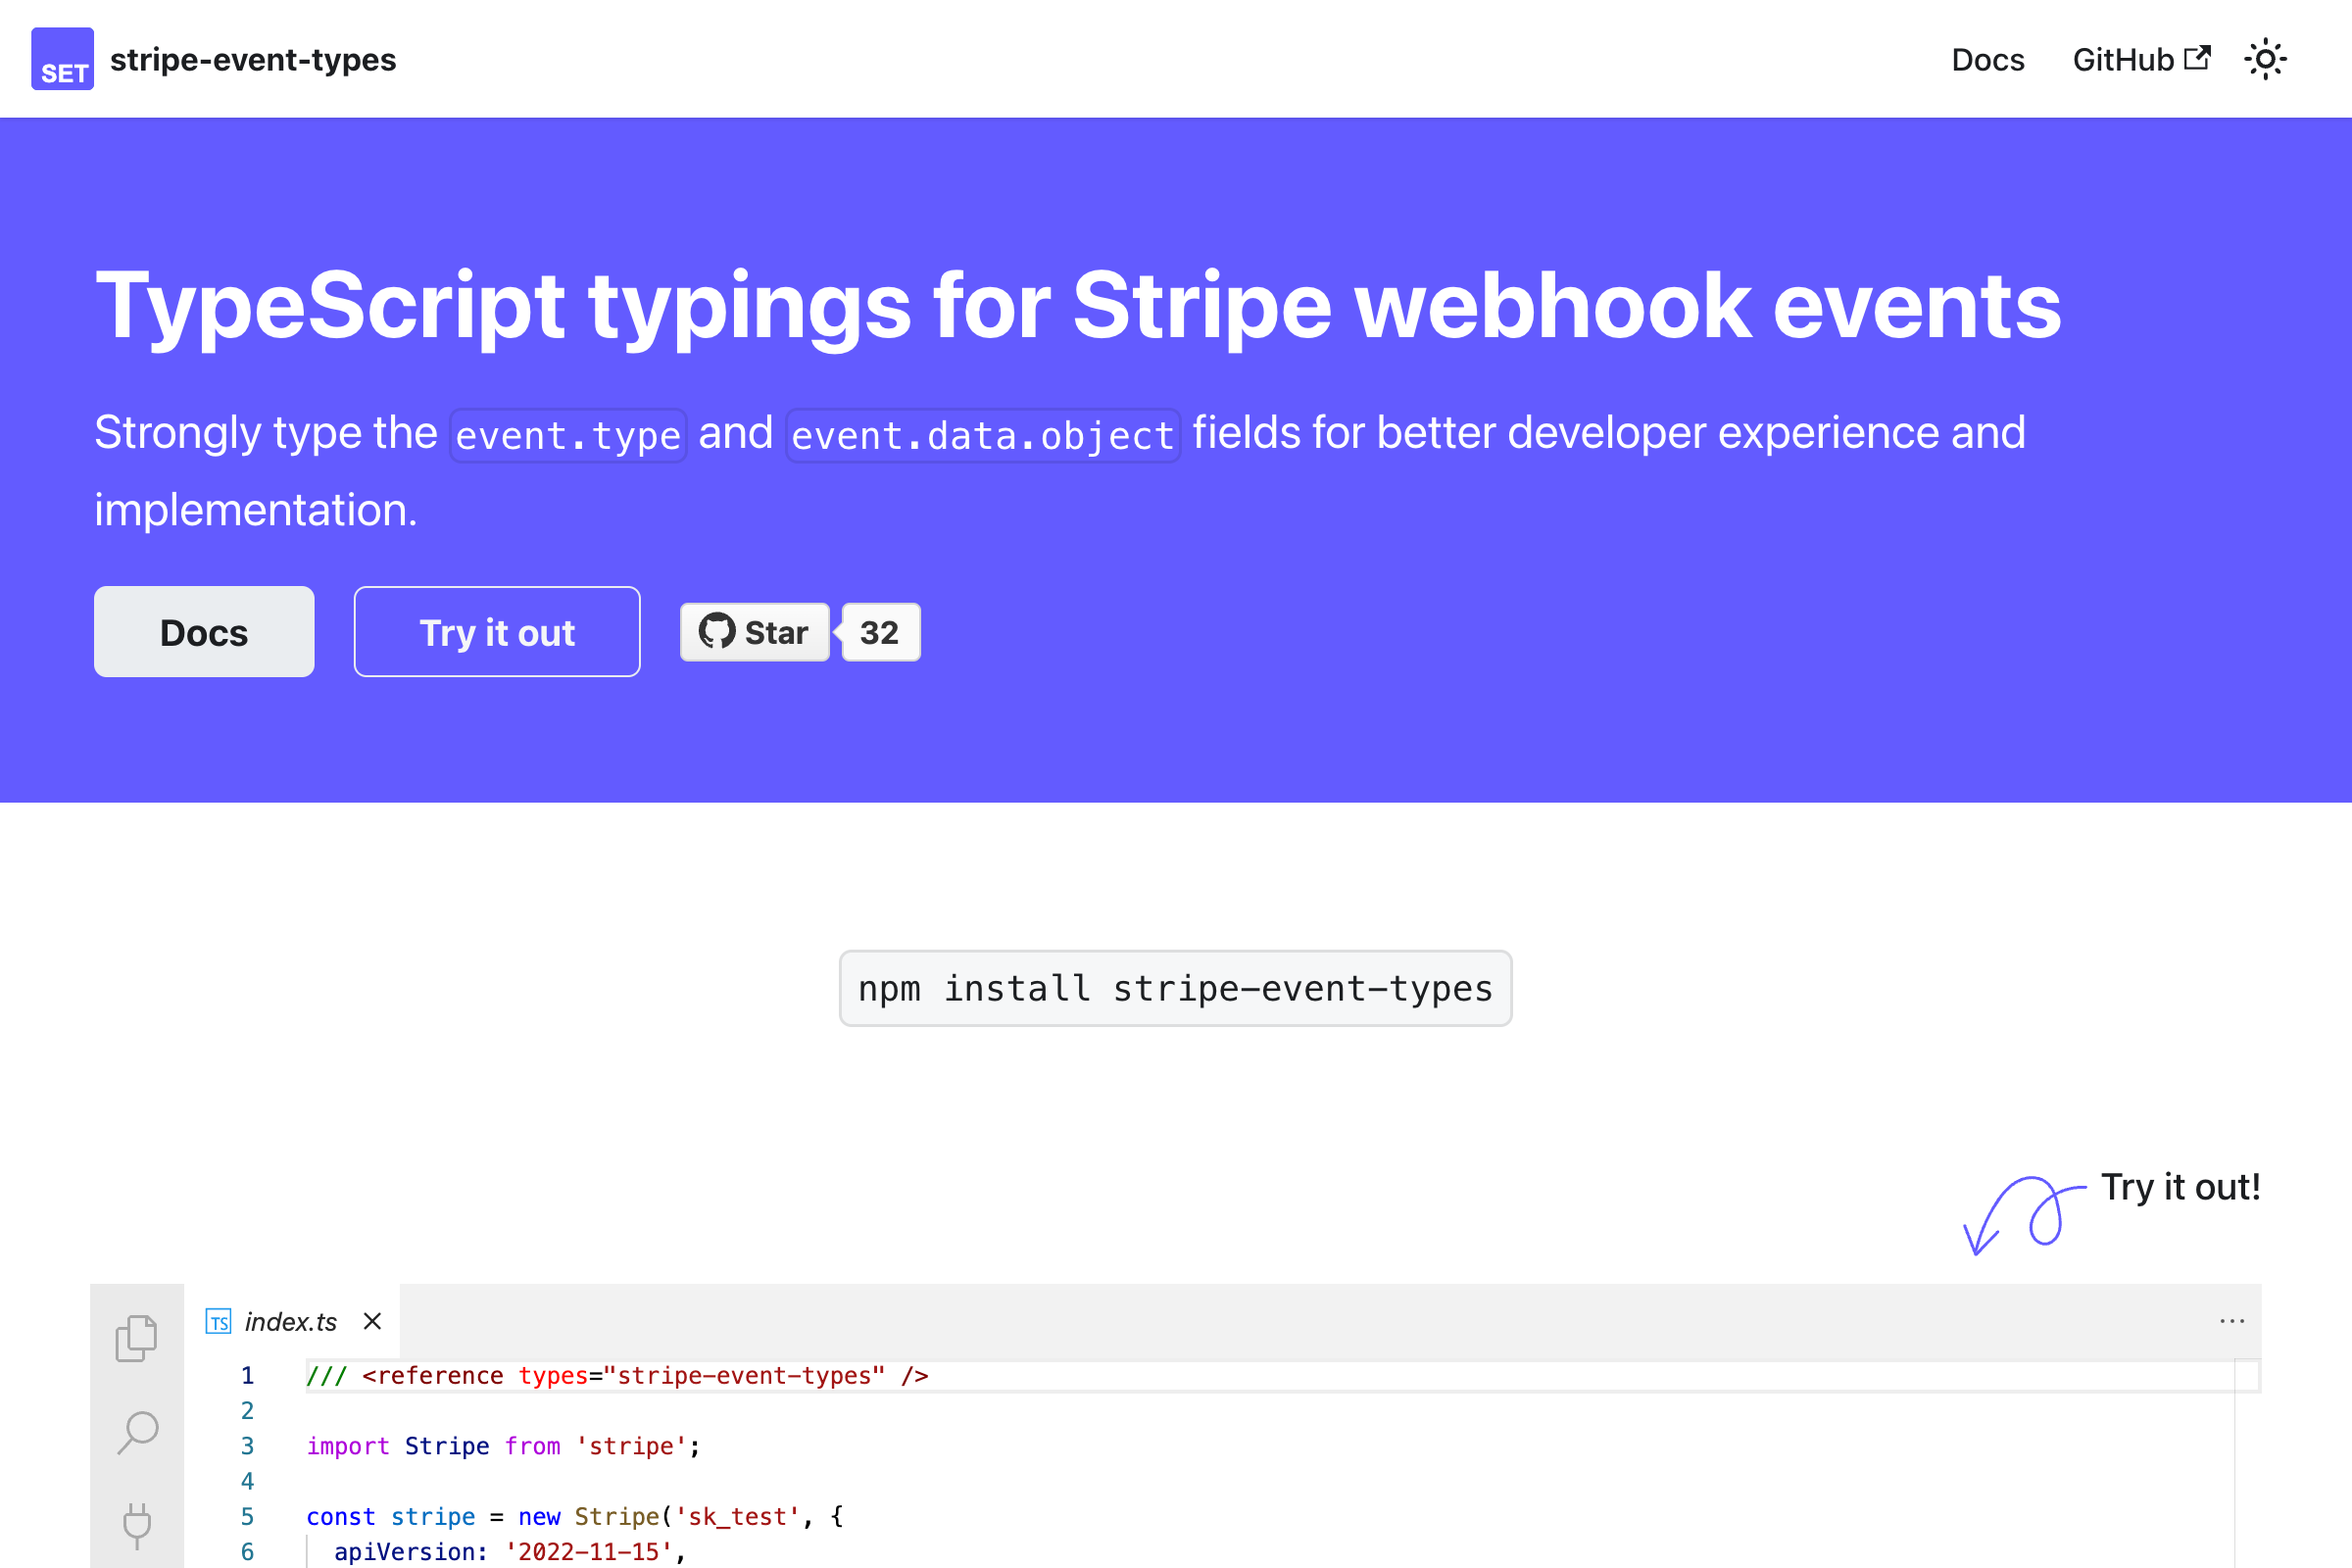 SET stripe-event-types Docs GitHub
TypeScript typings for Stripe webhook events
Strongly type the event.type and event.data.object fields for better developer experience and
implementation.
Docs Try it out Star 32
npm install stripe-event-types
Try it out!
TS index.ts
1 /// <reference types="stripe-event-types" />
2
3 import Stripe from 'stripe';
4
5 const stripe = new Stripe('sk_test', {
6 apiVersion: '2022-11-15',